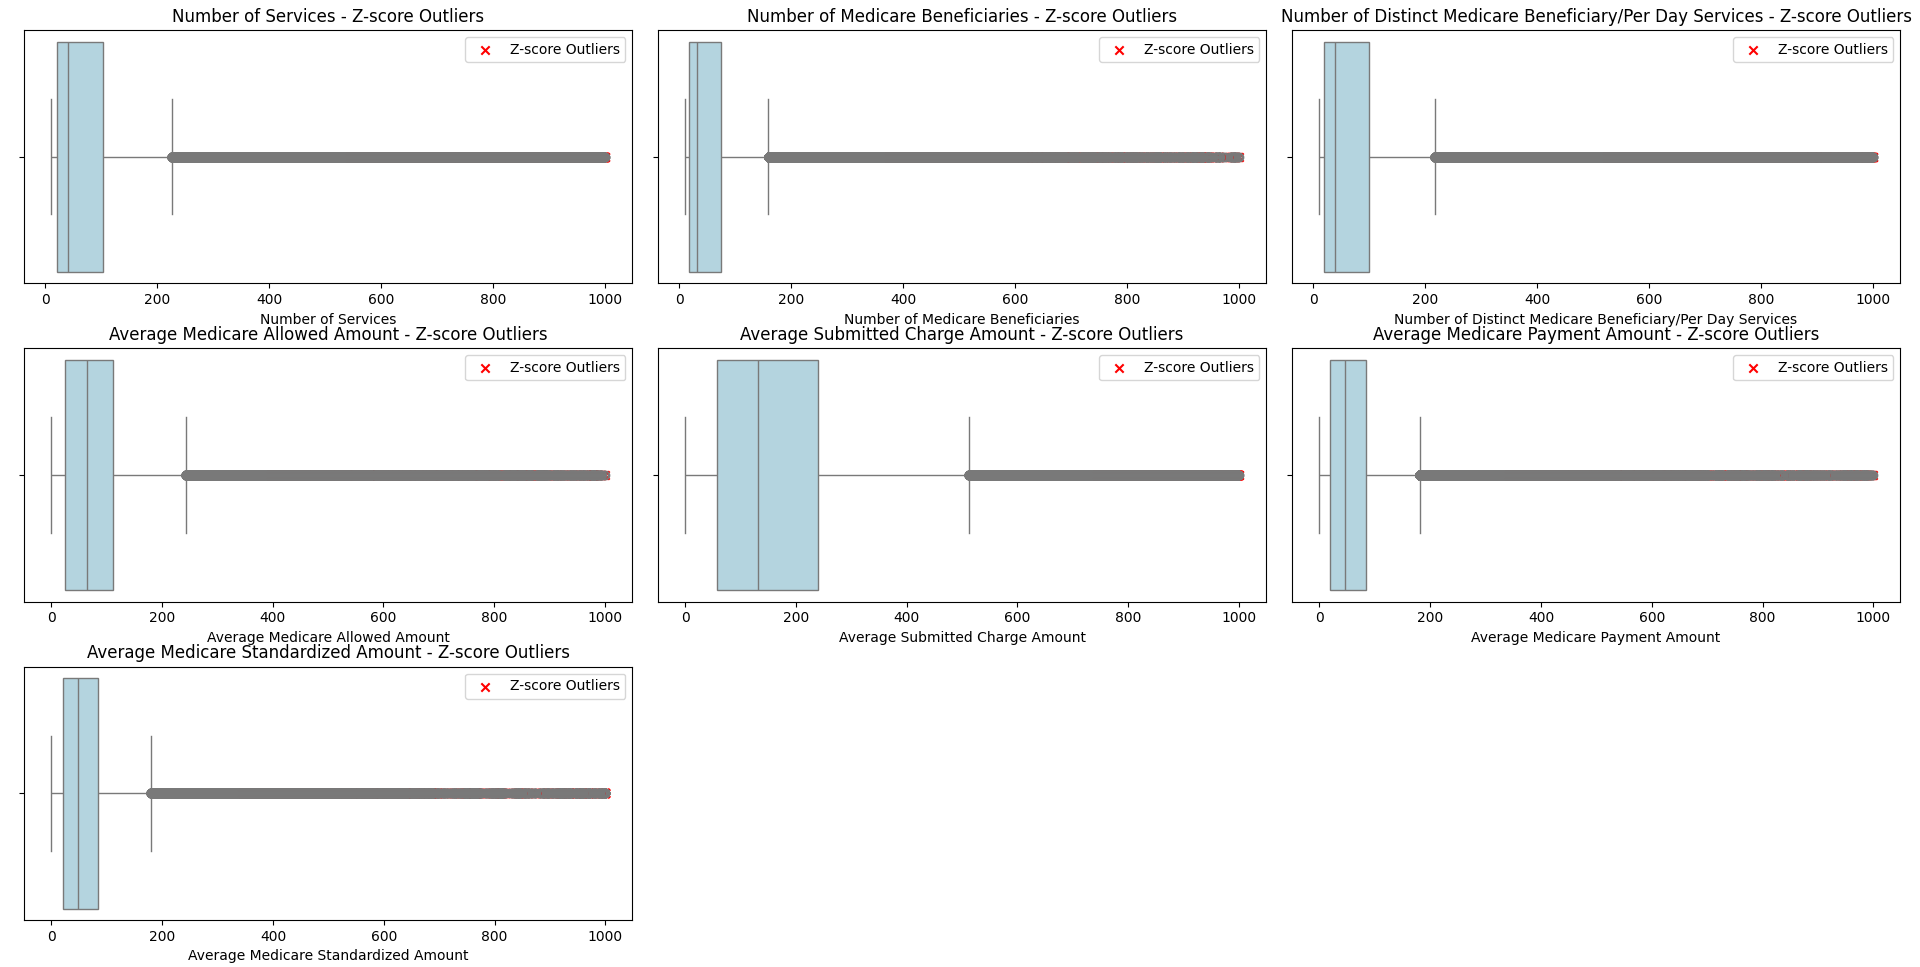 Number of Services - Z-score Outliers
Z-score Outliers
0 200 400 600 800 1000
Number of Services
Number of Medicare Beneficiaries - Z-score Outliers
Z-score Outliers
0 200 400 600 800 1000
Number of Medicare Beneficiaries
Number of Distinct Medicare Beneficiary/Per Day Services - Z-score Outliers
Z-score Outliers
0 200 400 600 800 1000
Number of Distinct Medicare Beneficiary/Per Day Services
Average Medicare Allowed Amount - Z-score Outliers
Z-score Outliers
0 200 400 600 800 1000
Average Medicare Allowed Amount
Average Submitted Charge Amount - Z-score Outliers
Z-score Outliers
0 200 400 600 800 1000
Average Submitted Charge Amount
Average Medicare Payment Amount - Z-score Outliers
Z-score Outliers
0 200 400 600 800 1000
Average Medicare Payment Amount
Average Medicare Standardized Amount - Z-score Outliers
Z-score Outliers
0 200 400 600 800 1000
Average Medicare Standardized Amount